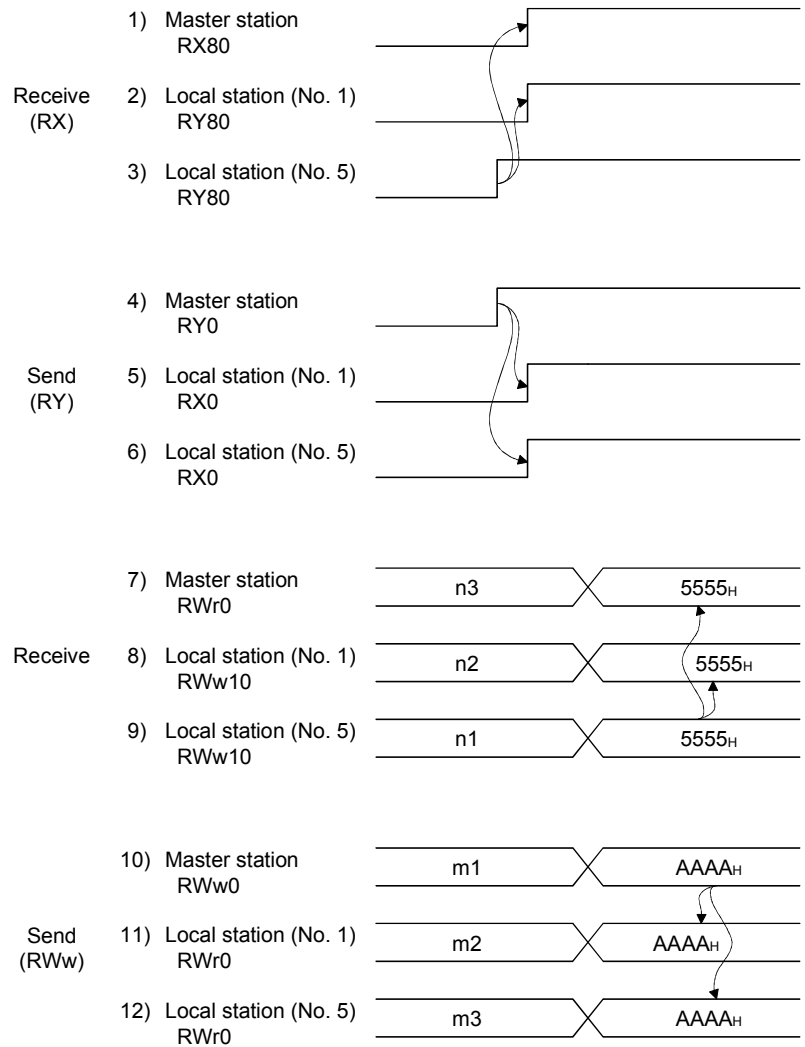 1) Master station
RX80
Receive
(RX)
2) Local station (No. 1)
RY80
3) Local station (No. 5)
RY80
4) Master station
RY0
Send
(RY)
5) Local station (No. 1)
RX0
6) Local station (No. 5)
RX0
7) Master station
RWr0
n3 5555H
Receive
8) Local station (No. 1)
RWw10
n2 5555H
9) Local station (No. 5)
RWw10
n1 5555H
10) Master station
RWw0
m1 AAAAH
Send
(RWw)
11) Local station (No. 1)
RWr0
m2 AAAAH
12) Local station (No. 5)
RWr0
m3 AAAAH